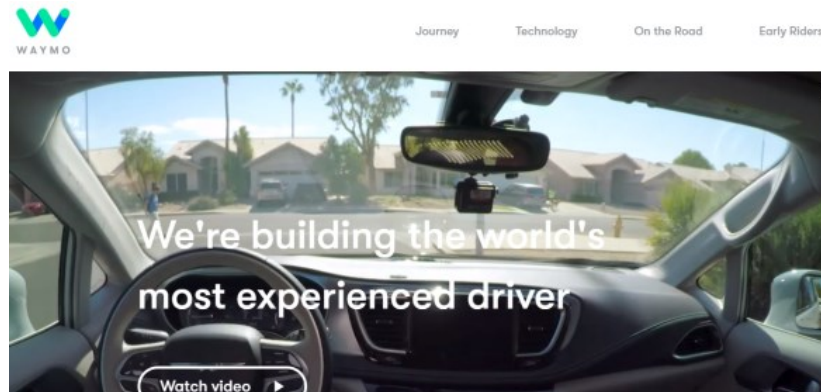 WAYMO
Journey Technology On the Road Early Riders
We're building the world's
most experienced driver
Watch video